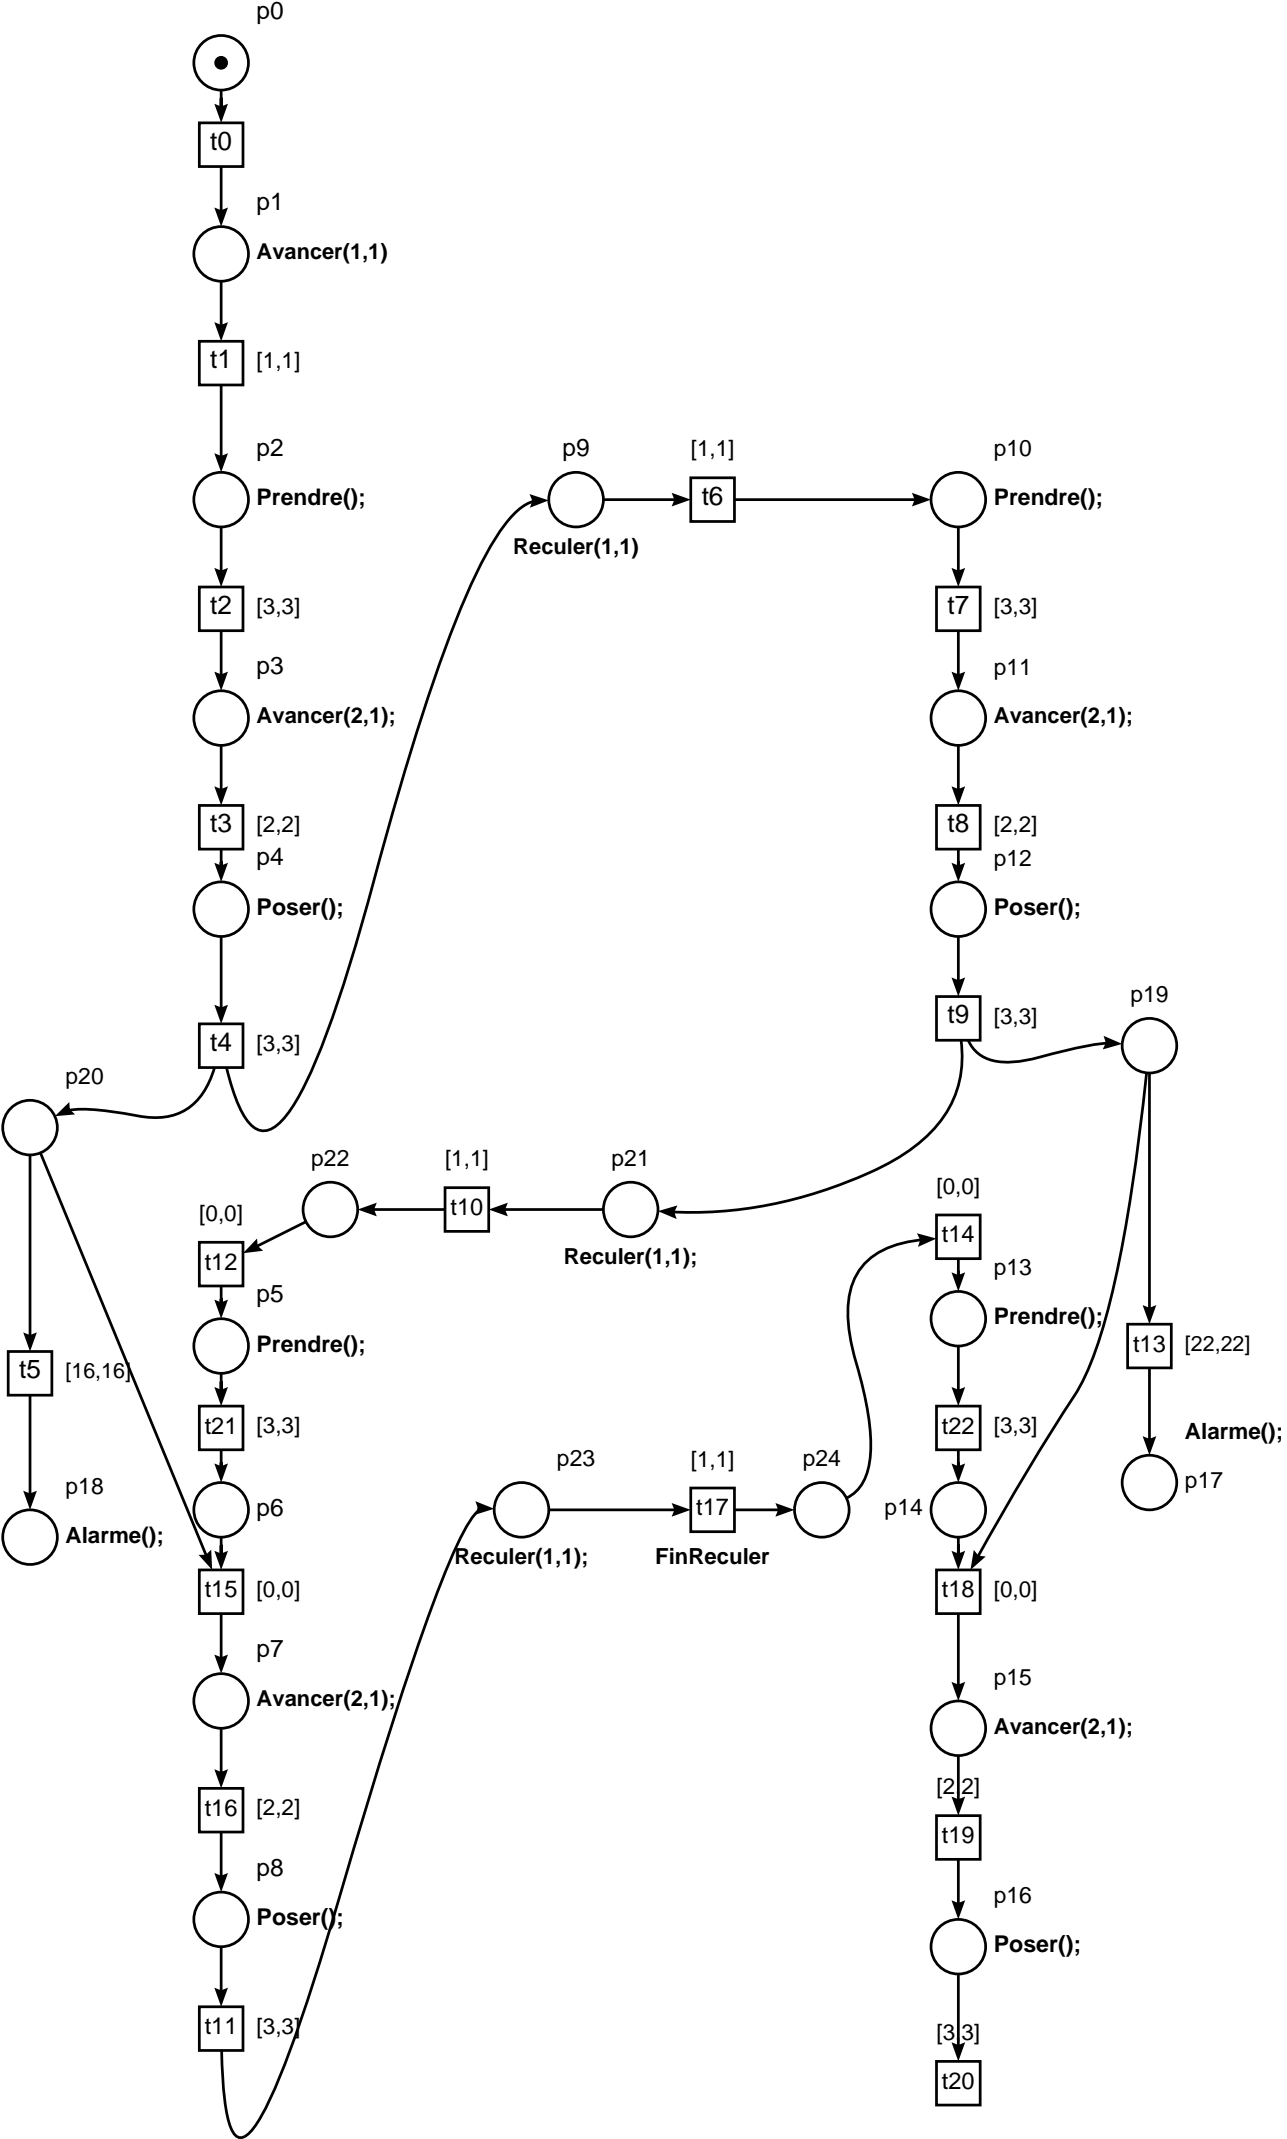 p0
t0
p1
Avancer(1,1)
t1 [1,1]
p2
Prendre();
t2 [3,3]
p3
Avancer(2,1);
t3 [2,2]
p4
Poser();
t4 [3,3]
p9
Reculer(1,1)
[1,1]
t6
p10
Prendre();
t7 [3,3]
p11
Avancer(2,1);
t8 [2,2]
p12
Poser();
t9 [3,3]
p19
p20
t5 [16,16]
p18
Alarme();
p21
Reculer(1,1);
[1,1]
t10
p22
[0,0]
t12
p5
Prendre();
t21 [3,3]
p6
t15 [0,0]
p7
Avancer(2,1);
t16 [2,2]
p8
Poser();
t11 [3,3]
p23
Reculer(1,1);
[1,1]
t17
FinReculer
p24
[0,0]
t14
p13
Prendre();
t22 [3,3]
p14
t18 [0,0]
p15
Avancer(2,1);
[2,2]
t19
p16
Poser();
[3,3]
t20
t13 [22,22]
Alarme();
p17